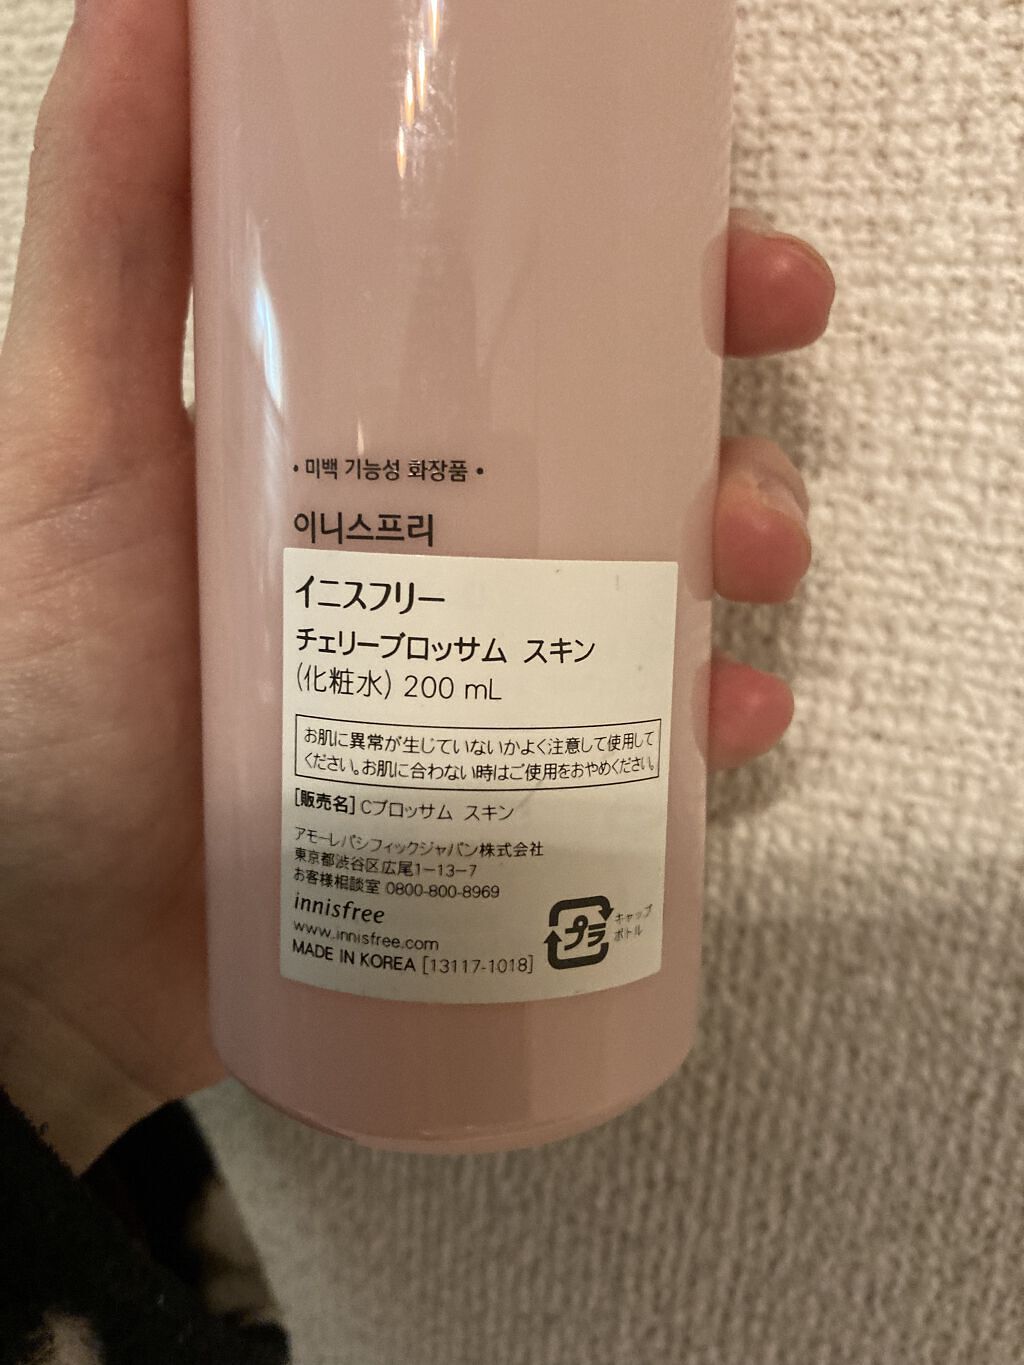 • 미백 기능성 화장품 •
이니스프리
イニスフリー
チェリーブロッサム スキン
(化粧水) 200 mL
お肌に異常が生じていないかよく注意して使用して
ください。お肌に合わない時はご使用をおやめください。
[販売名] Cブロッサム スキン
アモーレパシフィックジャパン株式会社
東京都渋谷区広尾1-13-7
お客様相談室 0800-800-8969
innisfree
www.innisfree.com
MADE IN KOREA [13117-1018]
プラ
キャップ
ボトル